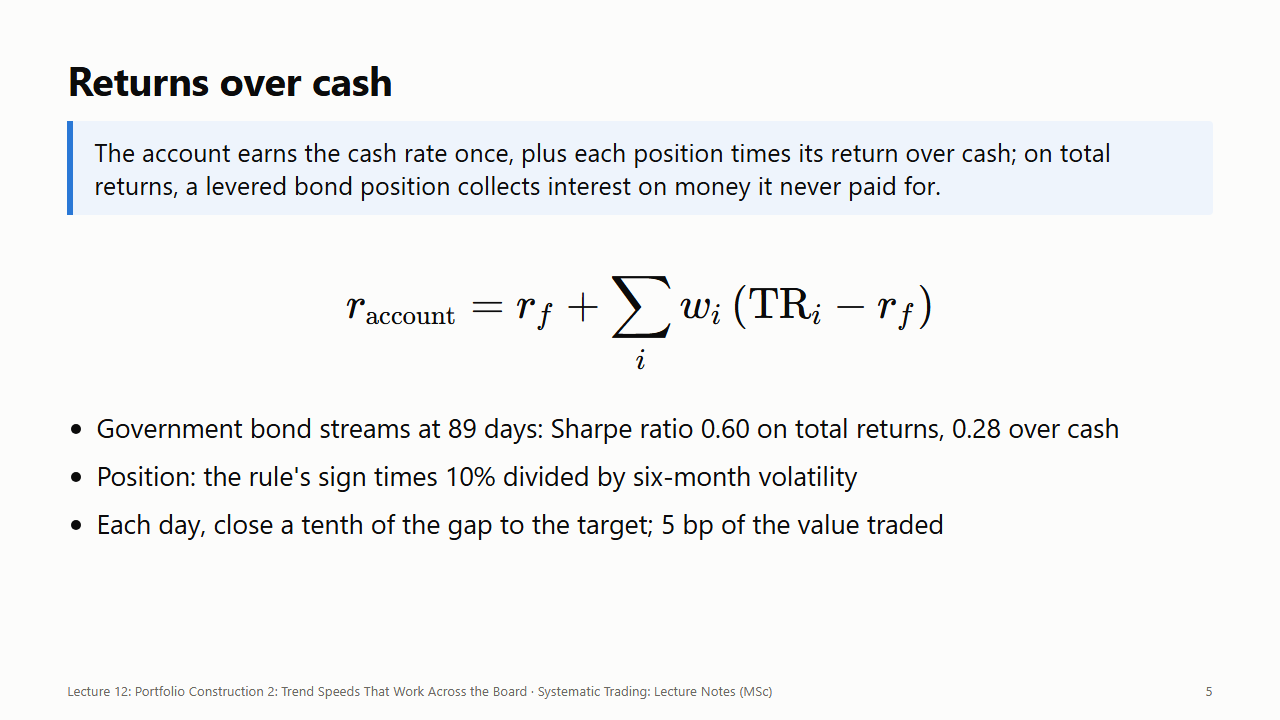 Returns over cash
The account earns the cash rate once, plus each position times its return over cash; on total
returns, a levered bond position collects interest on money it never paid for.
r_account = r_f + ∑_i w_i (TR_i − r_f)
• Government bond streams at 89 days: Sharpe ratio 0.60 on total returns, 0.28 over cash
• Position: the rule's sign times 10% divided by six-month volatility
• Each day, close a tenth of the gap to the target; 5 bp of the value traded
Lecture 12: Portfolio Construction 2: Trend Speeds That Work Across the Board · Systematic Trading: Lecture Notes (MSc)
5